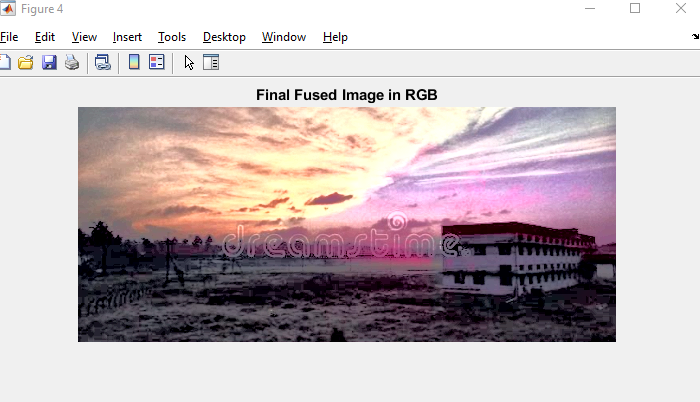 Figure 4
File Edit View Insert Tools Desktop Window Help
Final Fused Image in RGB
dreamstime